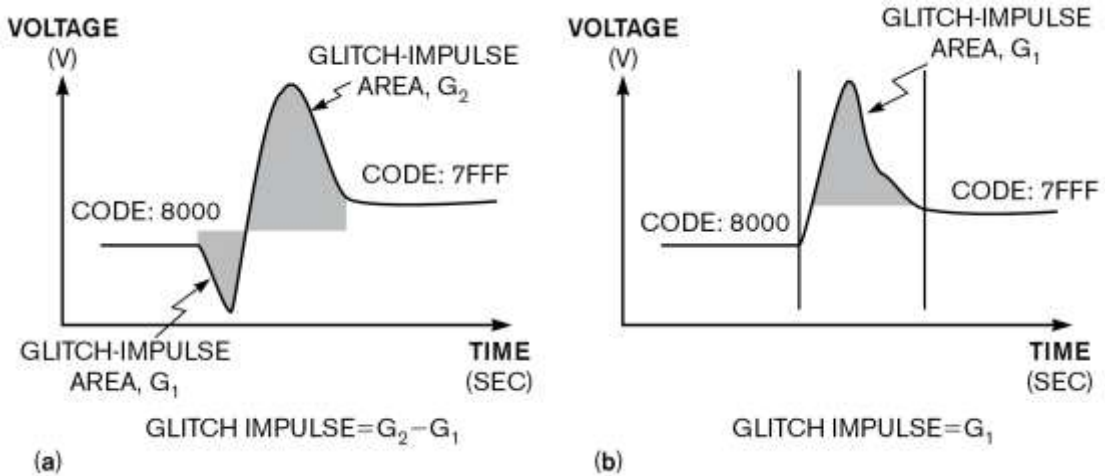 VOLTAGE
(V)
GLITCH-IMPULSE
AREA, G₂
CODE: 8000
CODE: 7FFF
GLITCH-IMPULSE
AREA, G₁
TIME
(SEC)
GLITCH IMPULSE=G₂−G₁
(a)
VOLTAGE
(V)
GLITCH-IMPULSE
AREA, G₁
CODE: 8000
CODE: 7FFF
TIME
(SEC)
GLITCH IMPULSE=G₁
(b)